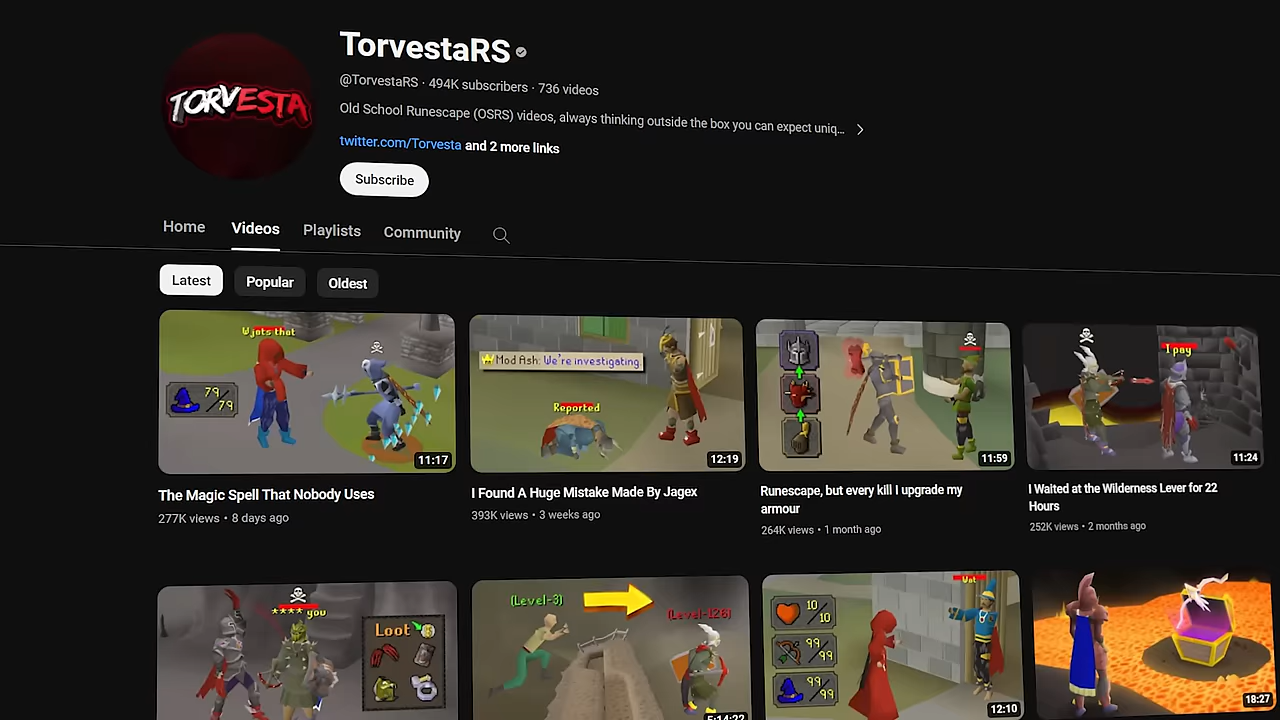 TORVESTA
TorvestaRS
@TorvestaRS · 494K subscribers · 736 videos
Old School Runescape (OSRS) videos, always thinking outside the box you can expect uniq...
twitter.com/Torvesta and 2 more links
Subscribe
Home Videos Playlists Community
Latest Popular Oldest
Wjats that
79/79
11:17
The Magic Spell That Nobody Uses
277K views • 8 days ago
Mod Ash: We're investigating.
Reported
12:19
I Found A Huge Mistake Made By Jagex
393K views • 3 weeks ago
11:59
Runescape, but every kill I upgrade my
armour
264K views • 1 month ago
I pay
11:24
I Waited at the Wilderness Lever for 22
Hours
252K views • 2 months ago
**** you
Loot
(Level-3)
(Level-126)
5:14:22
Wot
10/10
99/99
99/99
12:10
18:27